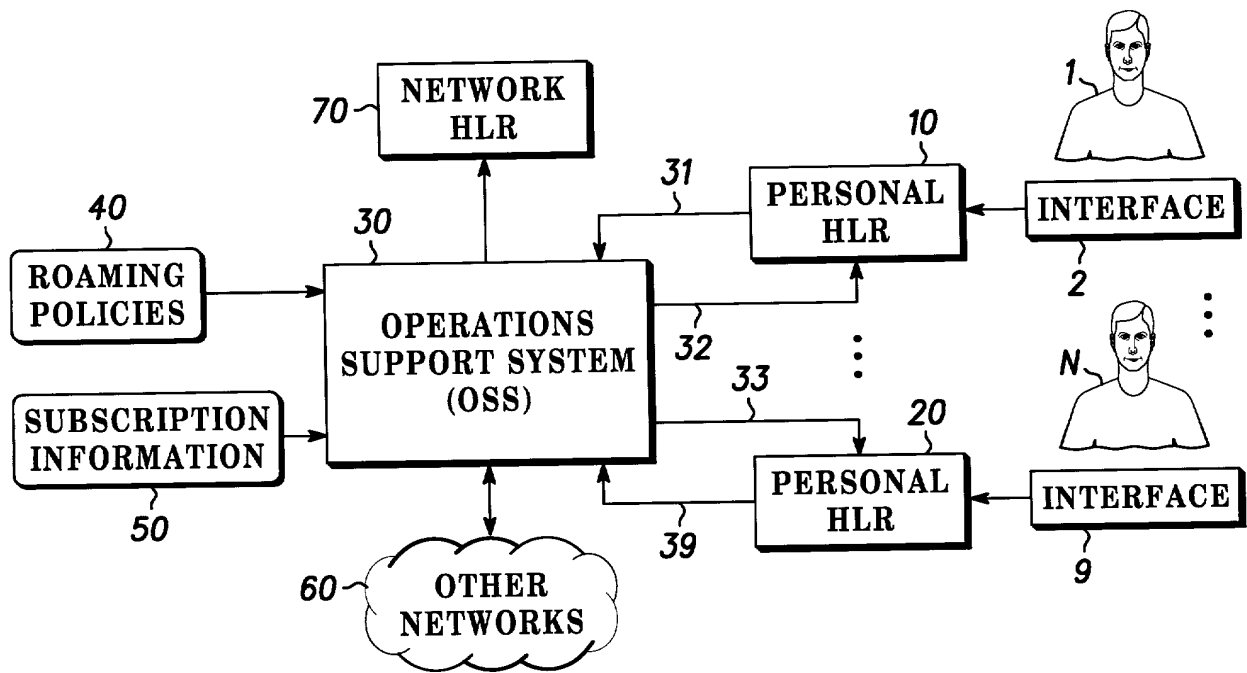 NETWORK
HLR
70
10
1
31
PERSONAL
HLR
INTERFACE
2
40
30
ROAMING
POLICIES
OPERATIONS
SUPPORT SYSTEM
(OSS)
32
33
N
SUBSCRIPTION
INFORMATION
50
20
PERSONAL
HLR
INTERFACE
9
39
60
OTHER
NETWORKS